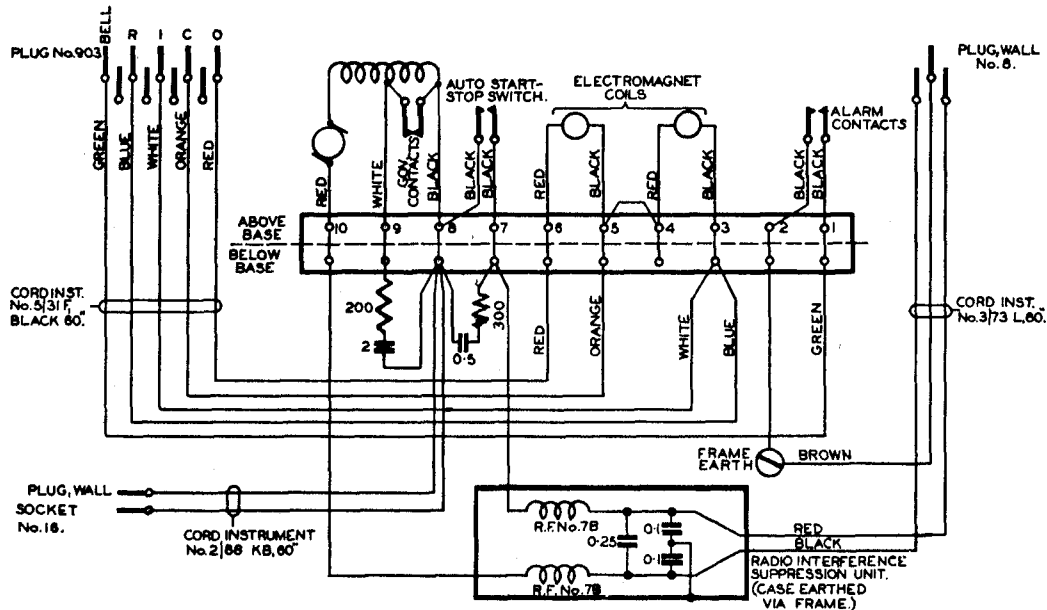 BELL
R
I
C
O
PLUG No.903
GREEN
BLUE
WHITE
ORANGE
RED
AUTO START-
STOP SWITCH.
ELECTROMAGNET
COILS
ALARM
CONTACTS
PLUG, WALL
No.8.
RED
WHITE
GOV.
CONTACTS
BLACK
BLACK
BLACK
RED
BLACK
RED
BLACK
BLACK
BLACK
ABOVE
BASE
BELOW
BASE
10
9
8
7
6
5
4
3
2
1
CORD INST.
No.5/31F,
BLACK 60".
200
2
0·5
300
RED
ORANGE
WHITE
BLUE
GREEN
CORD INST.
No.3/73 L,60".
FRAME
EARTH
BROWN
PLUG, WALL
SOCKET
No.16.
CORD INSTRUMENT
No.2/86 KB,60"
R.F.No.7B
0·25
0·1
0·1
R.F.No.7B
RED
BLACK
RADIO INTERFERENCE
SUPPRESSION UNIT.
(CASE EARTHED
VIA FRAME.)